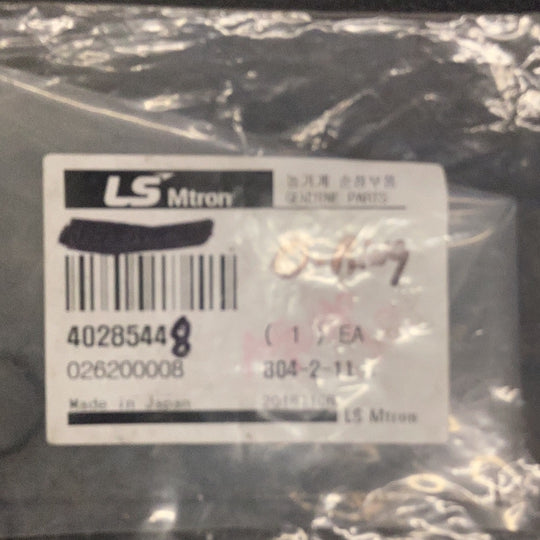 LS Mtron
농기계 순정부품
GENUINE PARTS
40285448
( 1 ) EA
026200008
804-2-11-
Made in Japan
LS Mtron